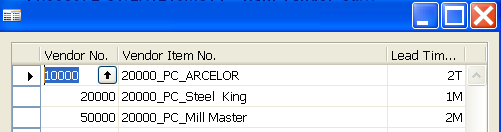 Vendor No. Vendor Item No. Lead Tim...
10000 20000_PC_ARCELOR 2T
20000 20000_PC_Steel King 1M
50000 20000_PC_Mill Master 2M